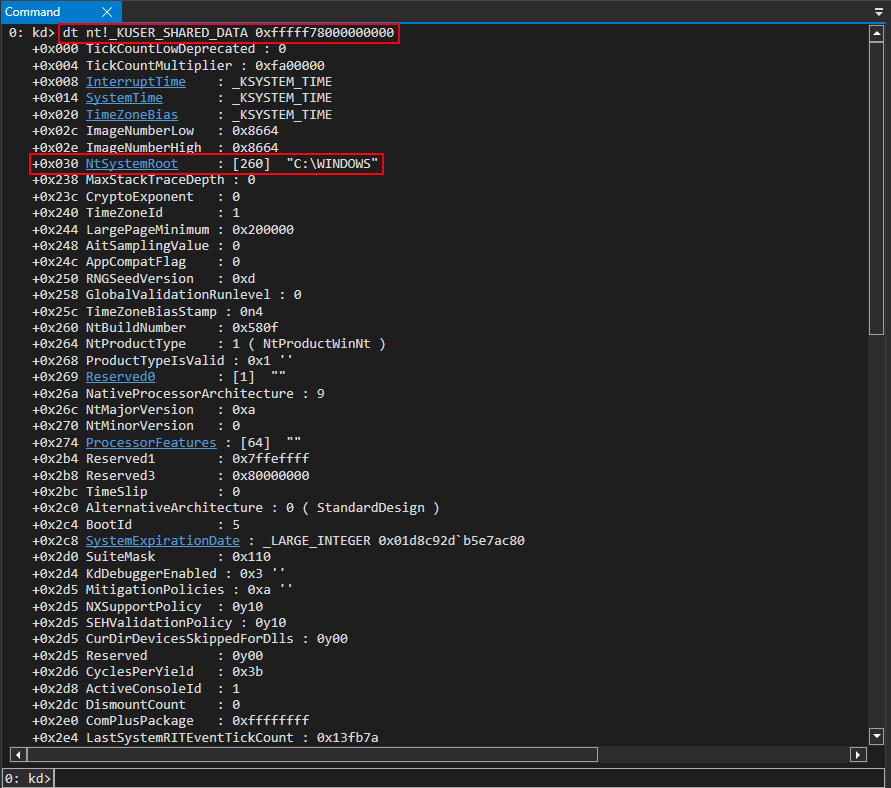 Command
0: kd> dt nt!_KUSER_SHARED_DATA 0xfffff78000000000
+0x000 TickCountLowDeprecated : 0
+0x004 TickCountMultiplier : 0xfa00000
+0x008 InterruptTime    : _KSYSTEM_TIME
+0x014 SystemTime       : _KSYSTEM_TIME
+0x020 TimeZoneBias     : _KSYSTEM_TIME
+0x02c ImageNumberLow   : 0x8664
+0x02e ImageNumberHigh  : 0x8664
+0x030 NtSystemRoot     : [260]  "C:\WINDOWS"
+0x238 MaxStackTraceDepth : 0
+0x23c CryptoExponent   : 0
+0x240 TimeZoneId       : 1
+0x244 LargePageMinimum : 0x200000
+0x248 AitSamplingValue : 0
+0x24c AppCompatFlag    : 0
+0x250 RNGSeedVersion   : 0xd
+0x258 GlobalValidationRunlevel : 0
+0x25c TimeZoneBiasStamp : 0n4
+0x260 NtBuildNumber    : 0x580f
+0x264 NtProductType    : 1 ( NtProductWinNt )
+0x268 ProductTypeIsValid : 0x1 ''
+0x269 Reserved0        : [1]  ""
+0x26a NativeProcessorArchitecture : 9
+0x26c NtMajorVersion   : 0xa
+0x270 NtMinorVersion   : 0
+0x274 ProcessorFeatures : [64]  ""
+0x2b4 Reserved1        : 0x7ffeffff
+0x2b8 Reserved3        : 0x80000000
+0x2bc TimeSlip         : 0
+0x2c0 AlternativeArchitecture : 0 ( StandardDesign )
+0x2c4 BootId           : 5
+0x2c8 SystemExpirationDate : _LARGE_INTEGER 0x01d8c92d`b5e7ac80
+0x2d0 SuiteMask        : 0x110
+0x2d4 KdDebuggerEnabled : 0x3 ''
+0x2d5 MitigationPolicies : 0xa ''
+0x2d5 NXSupportPolicy  : 0y10
+0x2d5 SEHValidationPolicy : 0y10
+0x2d5 CurDirDevicesSkippedForDlls : 0y00
+0x2d5 Reserved         : 0y00
+0x2d6 CyclesPerYield   : 0x3b
+0x2d8 ActiveConsoleId  : 1
+0x2dc DismountCount    : 0
+0x2e0 ComPlusPackage   : 0xffffffff
+0x2e4 LastSystemRITEventTickCount : 0x13fb7a
0: kd>